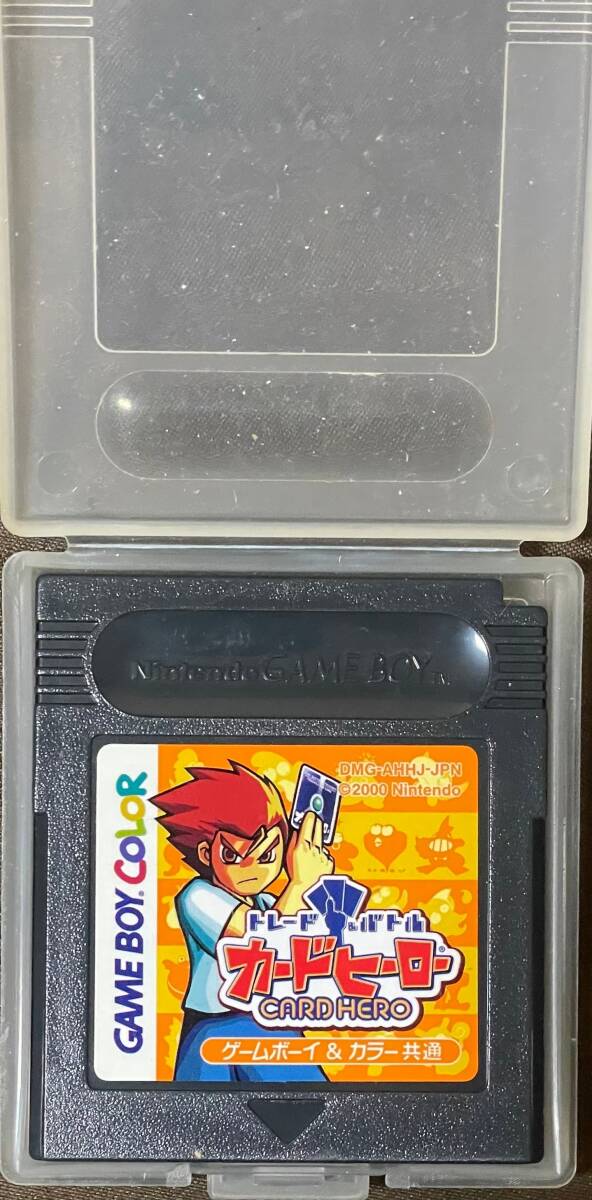 Nintendo GAME BOY TM
GAME BOY COLOR
DMG-AHHJ-JPN
©2000 Nintendo
トレード&バトル
カードヒーロー
CARD HERO
ゲームボーイ & カラー共通